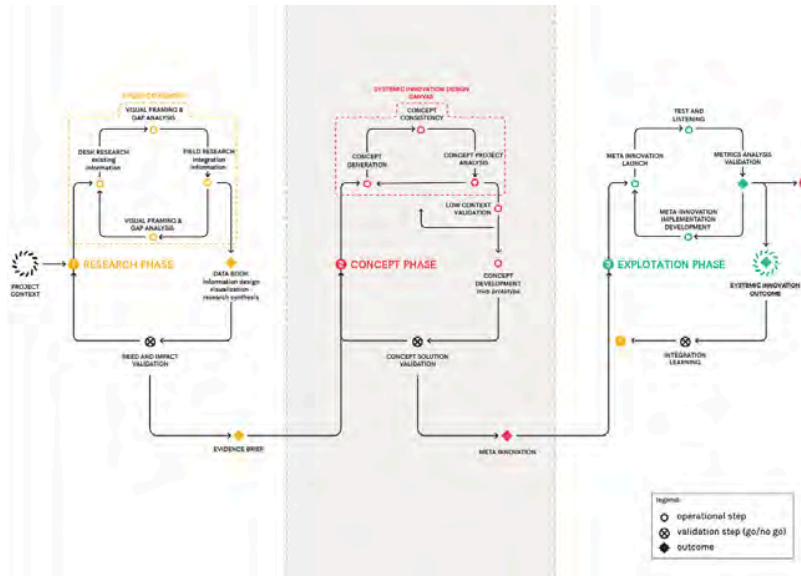 VISUAL FRAMING &
GAP ANALYSIS
DESK RESEARCH
existing
information
FIELD RESEARCH
integration
information
VISUAL FRAMING &
GAP ANALYSIS
PROJECT
CONTEXT
1 RESEARCH PHASE
DATA BOOK
information design
visualization
research synthesis
NEED AND IMPACT
VALIDATION
EVIDENCE BRIEF
SYSTEMIC INNOVATION DESIGN
CANVAS
CONCEPT
CONSISTENCY
CONCEPT
GENERATION
CONCEPT PROJECT
ANALYSIS
LOW CONTEXT
VALIDATION
2 CONCEPT PHASE
CONCEPT
DEVELOPMENT
CONCEPT SOLUTION
VALIDATION
META INNOVATION
TEST AND
LISTENING
META INNOVATION
LAUNCH
METRICS ANALYSIS
VALIDATION
META-INNOVATION
IMPLEMENTATION
DEVELOPMENT
3 EXPLOTATION PHASE
SYSTEMIC INNOVATION
OUTCOME
INTEGRATION
LEARNING
legend:
operational step
validation step (go/no go)
outcome